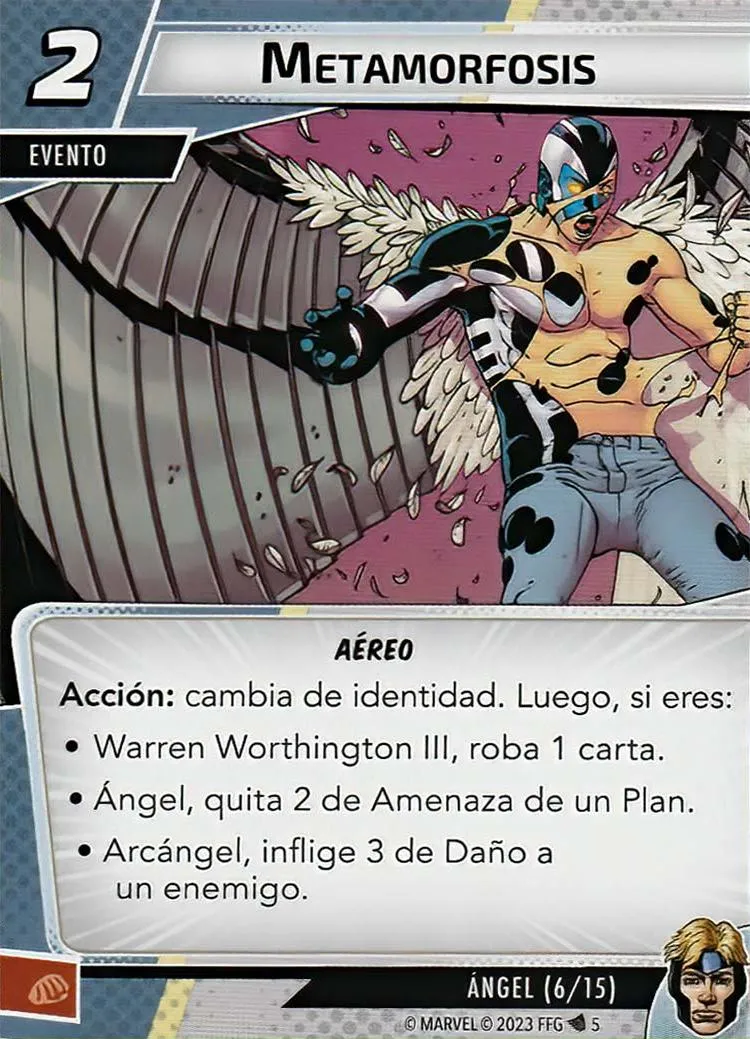 2
METAMORFOSIS
EVENTO
AÉREO
Acción: cambia de identidad. Luego, si eres:
• Warren Worthington III, roba 1 carta.
• Ángel, quita 2 de Amenaza de un Plan.
• Arcángel, inflige 3 de Daño a
un enemigo.
ÁNGEL (6/15)
© MARVEL © 2023 FFG 5